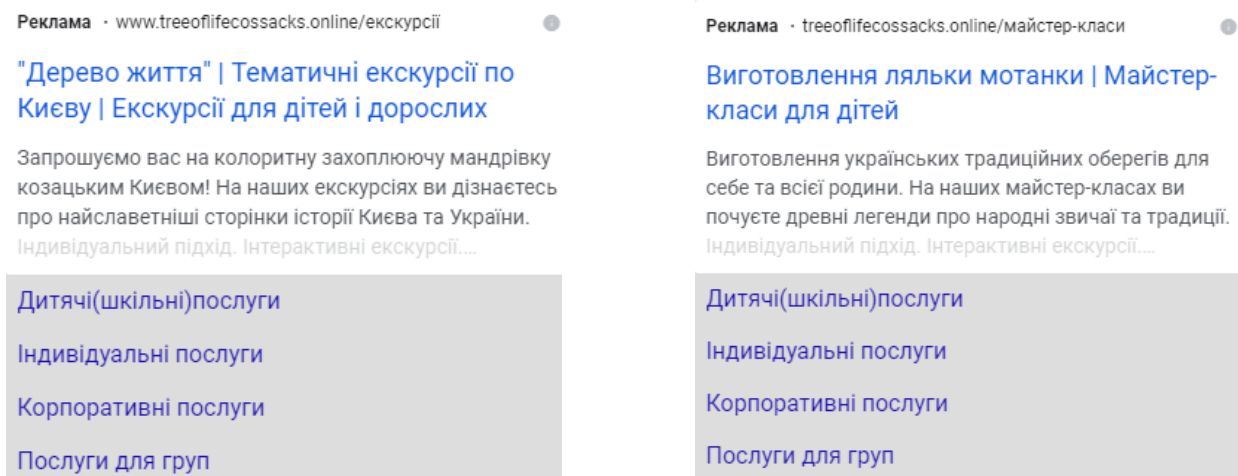 Реклама · www.treeoflifecossacks.online/екскурсії
"Дерево життя" | Тематичні екскурсії по
Києву | Екскурсії для дітей і дорослих
Запрошуємо вас на колоритну захоплюючу мандрівку
козацьким Києвом! На наших екскурсіях ви дізнаєтесь
про найславетніші сторінки історії Києва та України.
Індивідуальний підхід. Інтерактивні екскурсії....
Дитячі(шкільні)послуги
Індивідуальні послуги
Корпоративні послуги
Послуги для груп
Реклама · treeoflifecossacks.online/майстер-класи
Виготовлення ляльки мотанки | Майстер-
класи для дітей
Виготовлення українських традиційних оберегів для
себе та всієї родини. На наших майстер-класах ви
почуєте древні легенди про народні звичаї та традиції.
Індивідуальний підхід. Інтерактивні екскурсії....
Дитячі(шкільні)послуги
Індивідуальні послуги
Корпоративні послуги
Послуги для груп